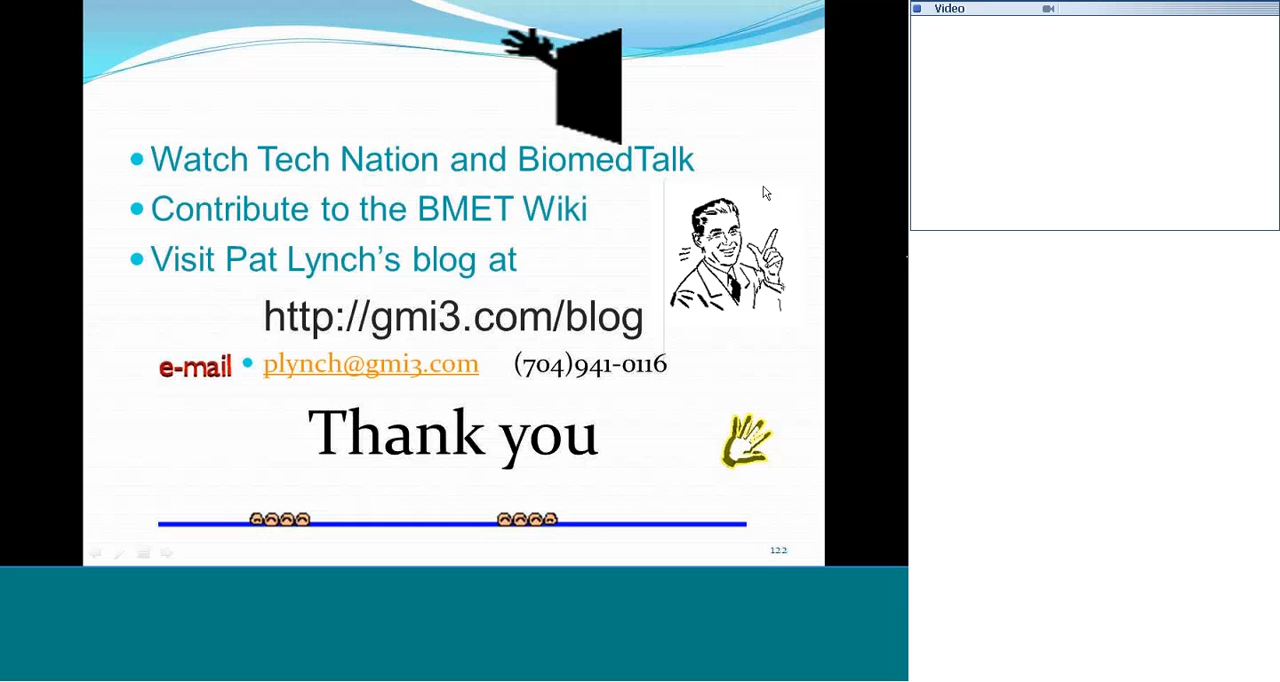 Video
• Watch Tech Nation and BiomedTalk
• Contribute to the BMET Wiki
• Visit Pat Lynch’s blog at
http://gmi3.com/blog
e-mail • plynch@gmi3.com (704)941-0116
Thank you
122